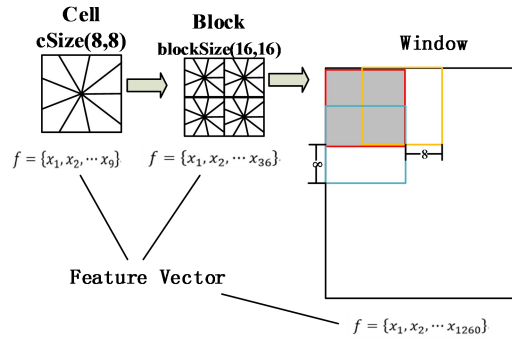 Cell
cSize(8,8)
Block
blockSize(16,16)
Window
f = {x₁, x₂, ⋯ x₉}
f = {x₁, x₂, ⋯ x₃₆}
8
8
Feature Vector
f = {x₁, x₂, ⋯ x₁₂₆₀}